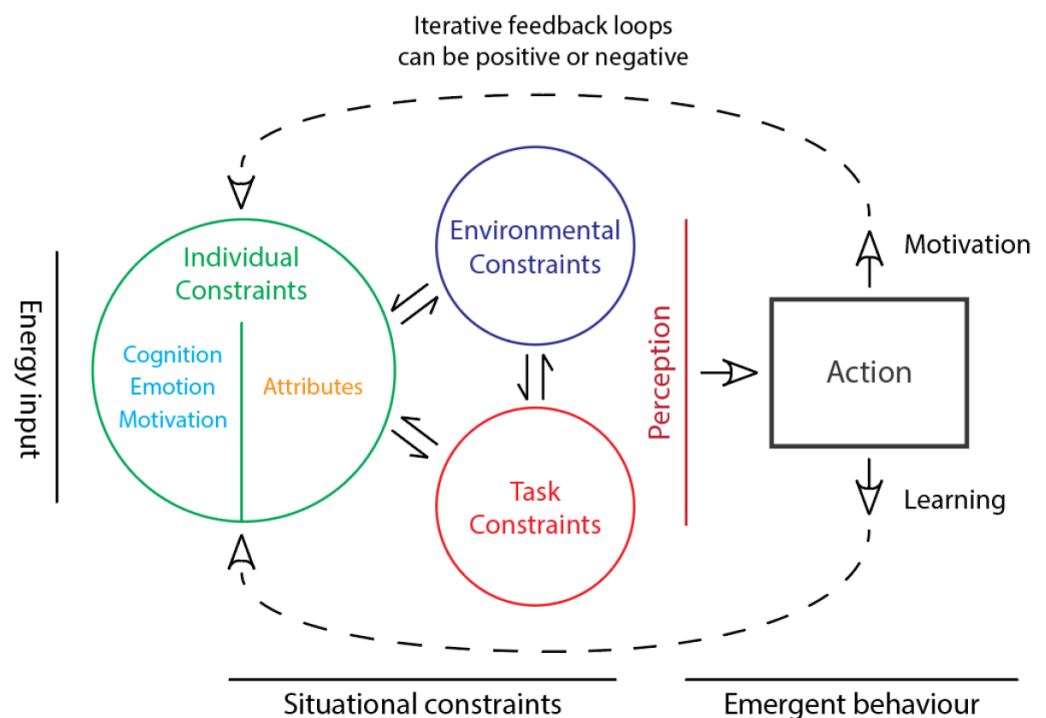 Iterative feedback loops
can be positive or negative
Energy input
Individual
Constraints
Cognition
Emotion
Motivation
Attributes
Environmental
Constraints
Task
Constraints
Perception
Action
Motivation
Learning
Situational constraints
Emergent behaviour